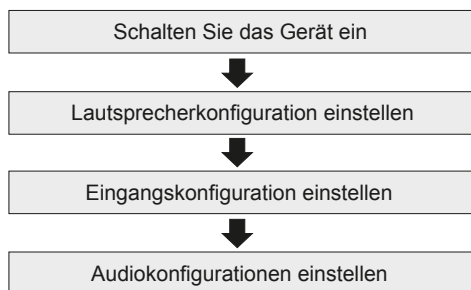 Schalten Sie das Gerät ein
Lautsprecherkonfiguration einstellen
Eingangskonfiguration einstellen
Audiokonfigurationen einstellen